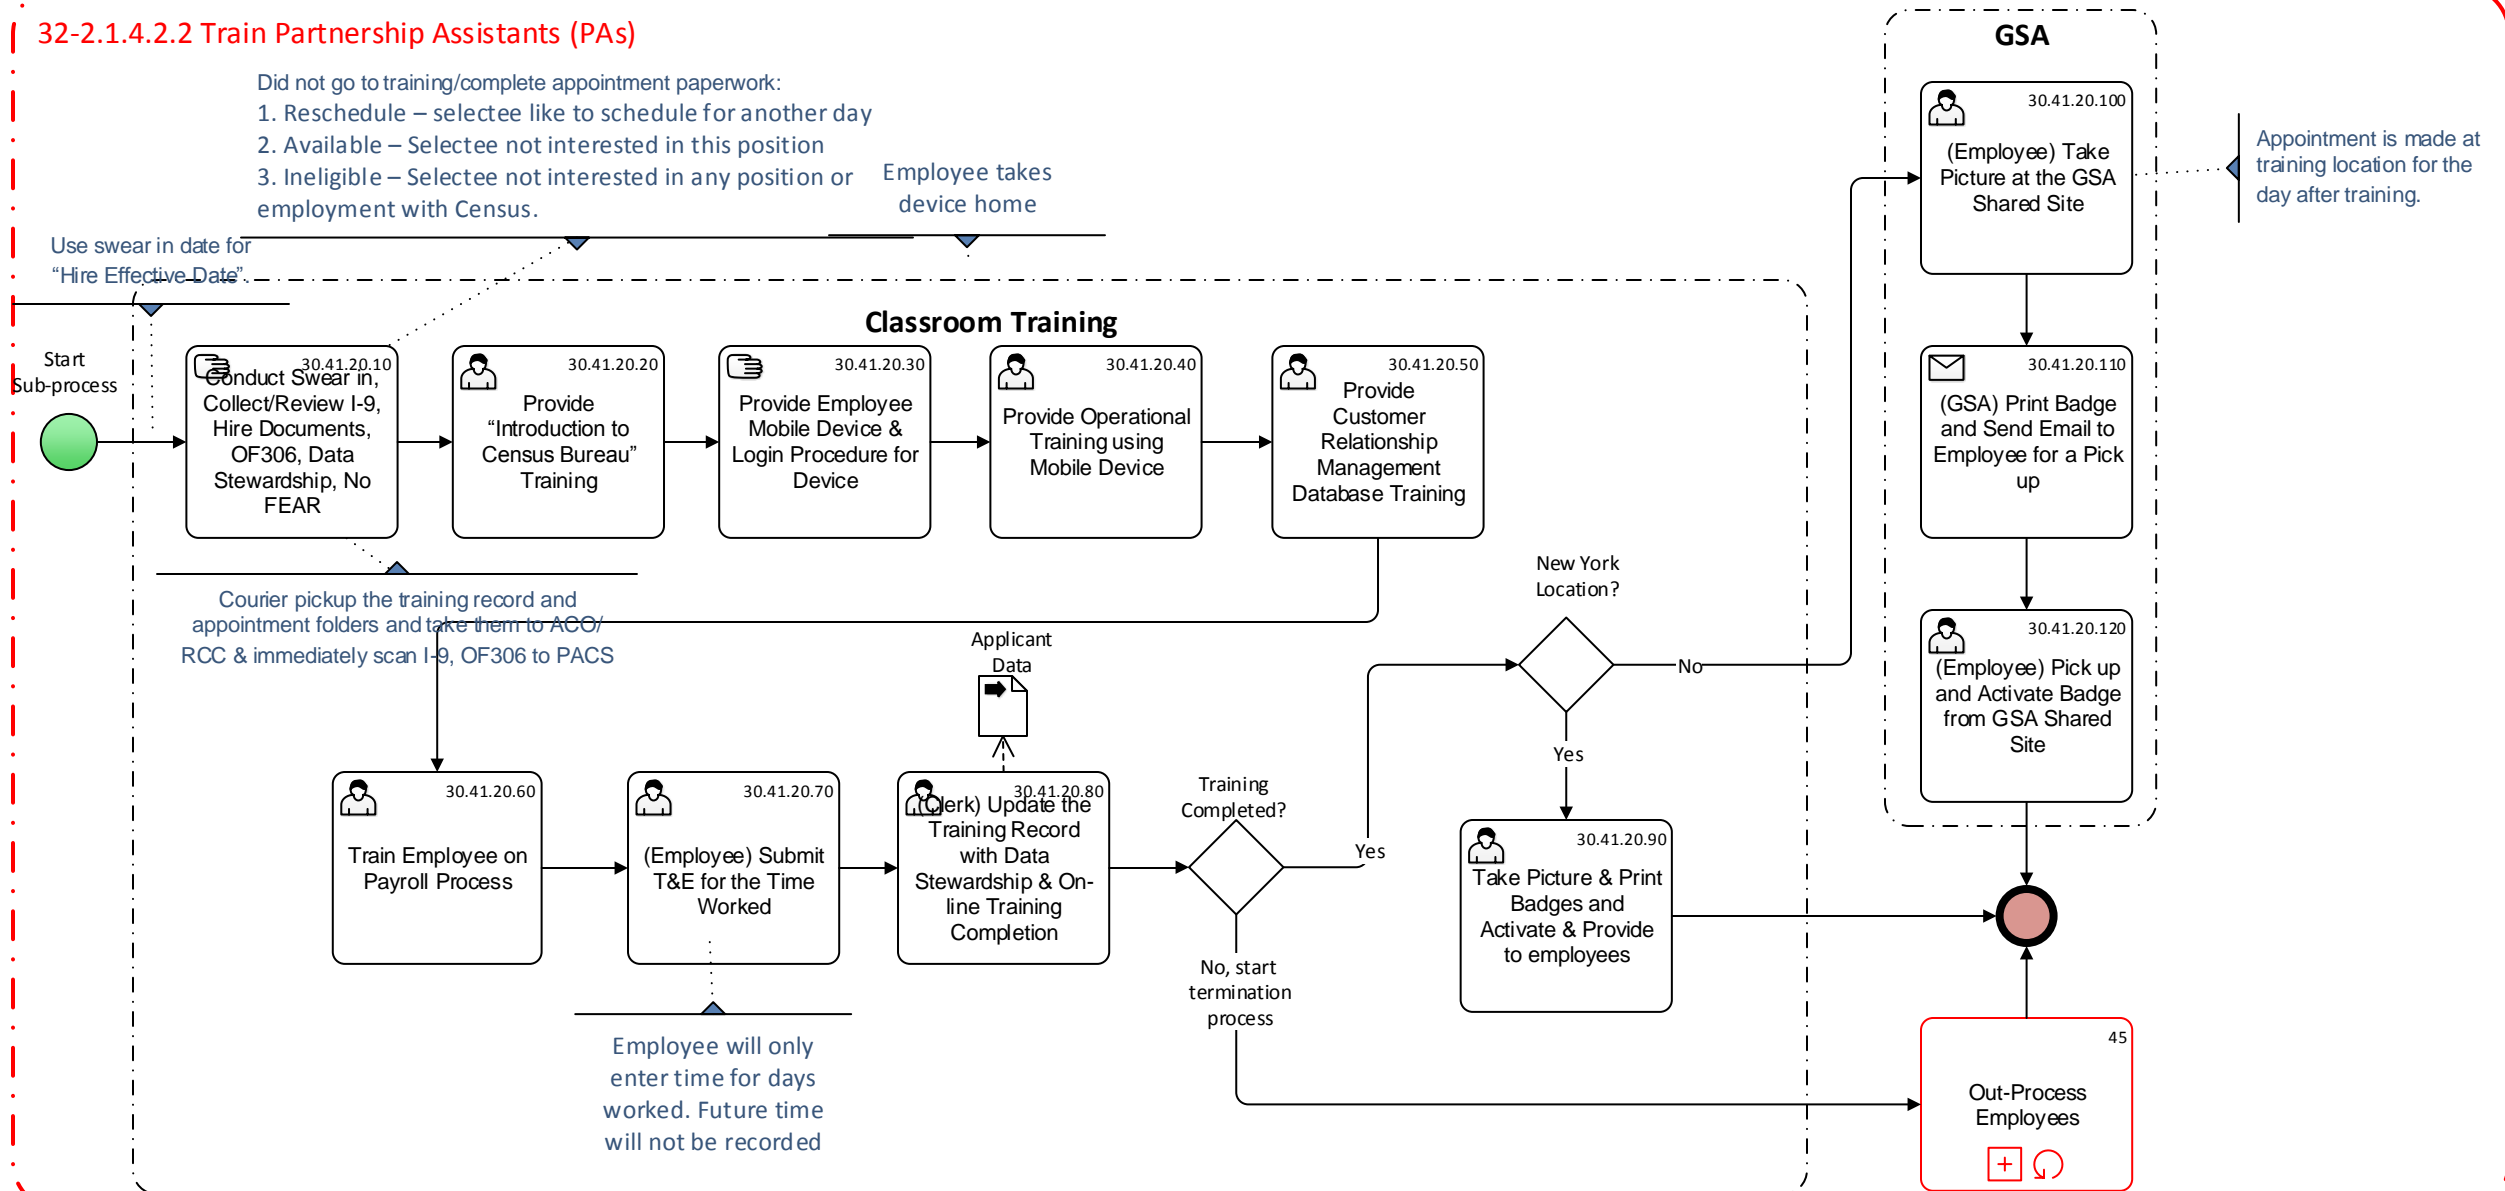 32-2.1.4.2.2 Train Partnership Assistants (PAs)
Did not go to training/complete appointment paperwork:
1. Reschedule – selectee like to schedule for another day
2. Available – Selectee not interested in this position
3. Ineligible – Selectee not interested in any position or
employment with Census.
Employee takes
device home
Use swear in date for
“Hire Effective Date”.
Classroom Training
Start
Sub-process
30.41.20.10
Conduct Swear in,
Collect/Review I-9,
Hire Documents,
OF306, Data
Stewardship, No
FEAR
30.41.20.20
Provide
“Introduction to
Census Bureau”
Training
30.41.20.30
Provide Employee
Mobile Device &
Login Procedure for
Device
30.41.20.40
Provide Operational
Training using
Mobile Device
30.41.20.50
Provide
Customer
Relationship
Management
Database Training
Courier pickup the training record and
appointment folders and take them to ACO/
RCC & immediately scan I-9, OF306 to PACS
30.41.20.60
Train Employee on
Payroll Process
30.41.20.70
(Employee) Submit
T&E for the Time
Worked
Employee will only
enter time for days
worked. Future time
will not be recorded
Applicant
Data
30.41.20.80
(Clerk) Update the
Training Record
with Data
Stewardship & On-
line Training
Completion
Training
Completed?
Yes
No, start
termination
process
New York
Location?
No
Yes
30.41.20.90
Take Picture & Print
Badges and
Activate & Provide
to employees
GSA
30.41.20.100
(Employee) Take
Picture at the GSA
Shared Site
Appointment is made at
training location for the
day after training.
30.41.20.110
(GSA) Print Badge
and Send Email to
Employee for a Pick
up
30.41.20.120
(Employee) Pick up
and Activate Badge
from GSA Shared
Site
45
Out-Process
Employees